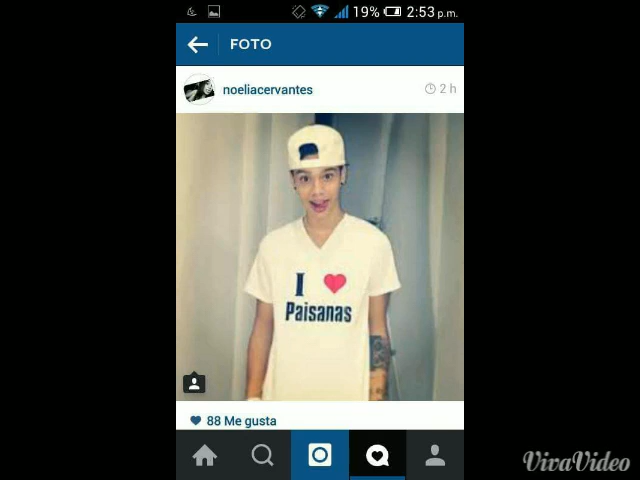 19% 2:53 p.m.
FOTO
noeliacervantes 2 h
I
Paisanas
88 Me gusta
VivaVideo